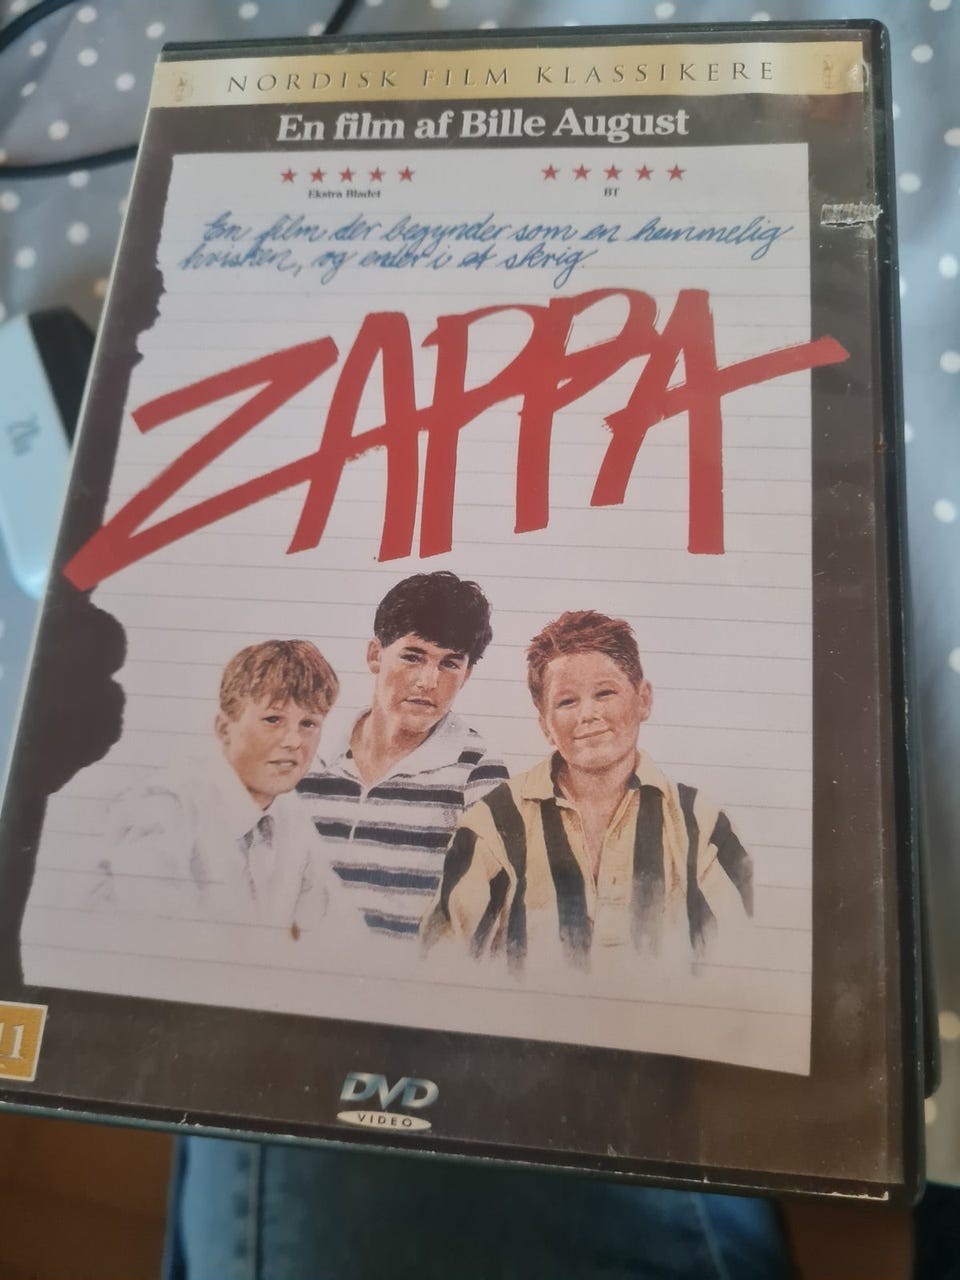 NORDISK FILM KLASSIKERE
En film af Bille August
Ekstra Bladet
BT
En film der begynder som en hemmelig
hvisken, og ender i et skrig.
ZAPPA
11
DVD
VIDEO